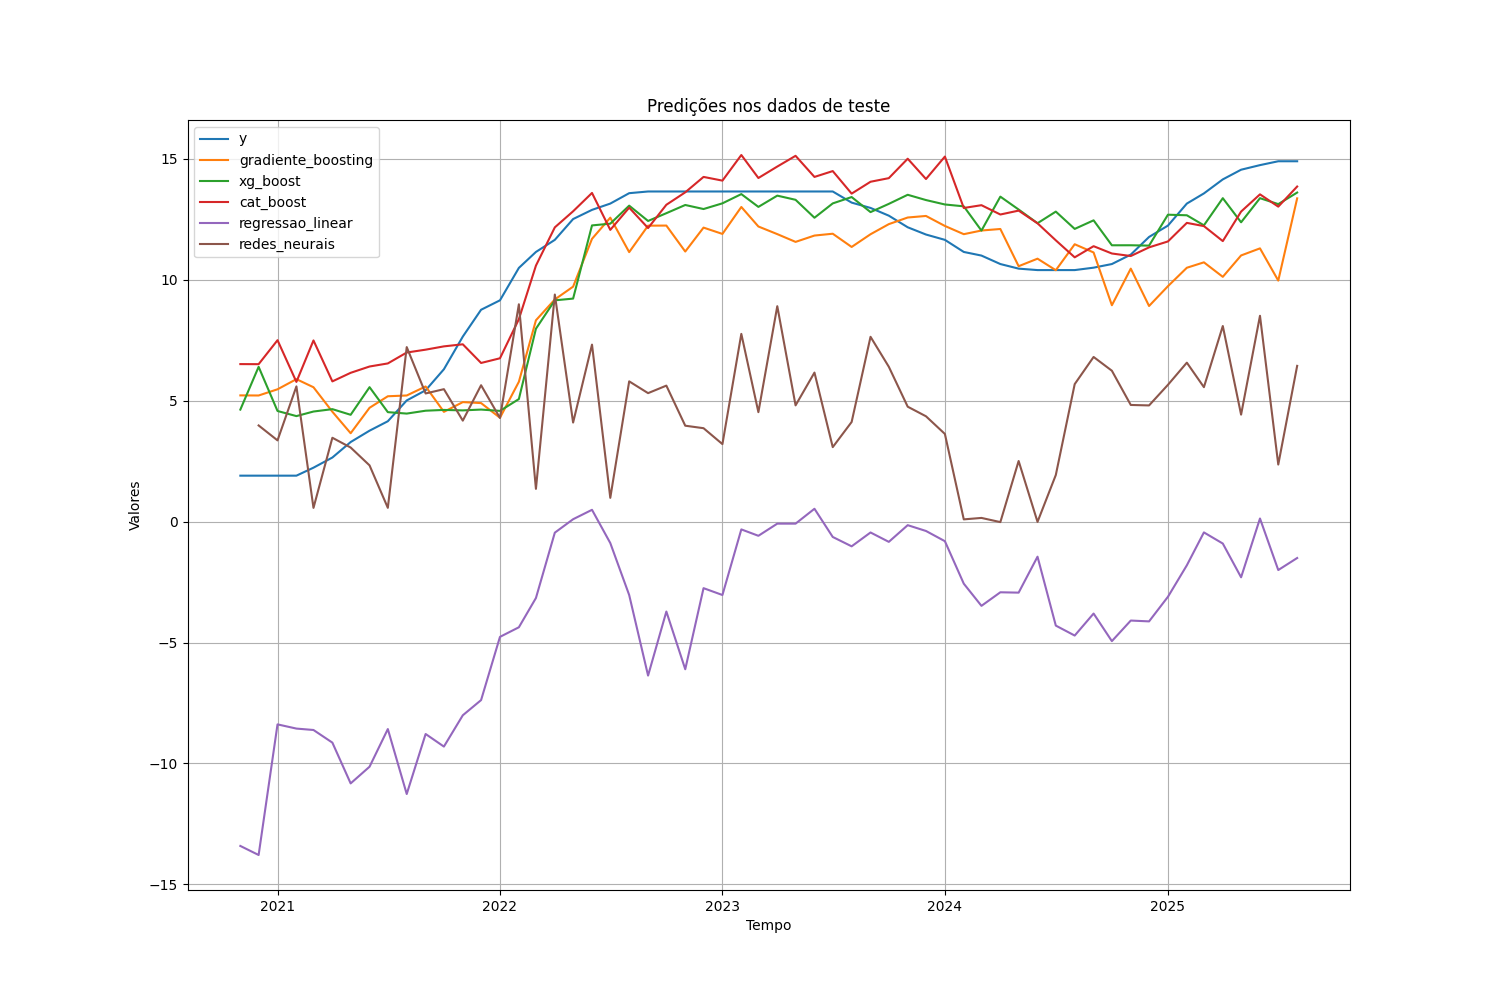 Predições nos dados de teste
y
gradiente_boosting
xg_boost
cat_boost
regressao_linear
redes_neurais
Valores
15
10
5
0
−5
−10
−15
2021 2022 2023 2024 2025
Tempo